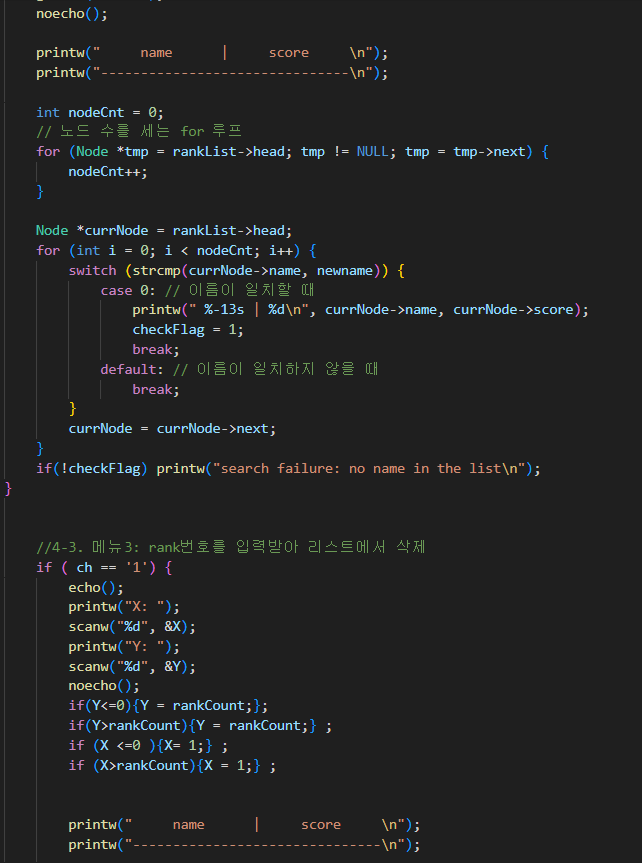 noecho();
printw("     name      |     score     \n");
printw("-------------------------------\n");
int nodeCnt = 0;
// 노드 수를 세는 for 루프
for (Node *tmp = rankList->head; tmp != NULL; tmp = tmp->next) {
nodeCnt++;
}
Node *currNode = rankList->head;
for (int i = 0; i < nodeCnt; i++) {
switch (strcmp(currNode->name, newname)) {
case 0: // 이름이 일치할 때
printw(" %-13s | %d\n", currNode->name, currNode->score);
checkFlag = 1;
break;
default: // 이름이 일치하지 않을 때
break;
}
currNode = currNode->next;
}
if(!checkFlag) printw("search failure: no name in the list\n");
}
//4-3. 메뉴3: rank번호를 입력받아 리스트에서 삭제
if ( ch == '1') {
echo();
printw("X: ");
scanw("%d", &X);
printw("Y: ");
scanw("%d", &Y);
noecho();
if(Y<=0){Y = rankCount;};
if(Y>rankCount){Y = rankCount;} ;
if (X <=0 ){X= 1;} ;
if (X>rankCount){X = 1;} ;
printw("     name      |     score     \n");
printw("-------------------------------\n");